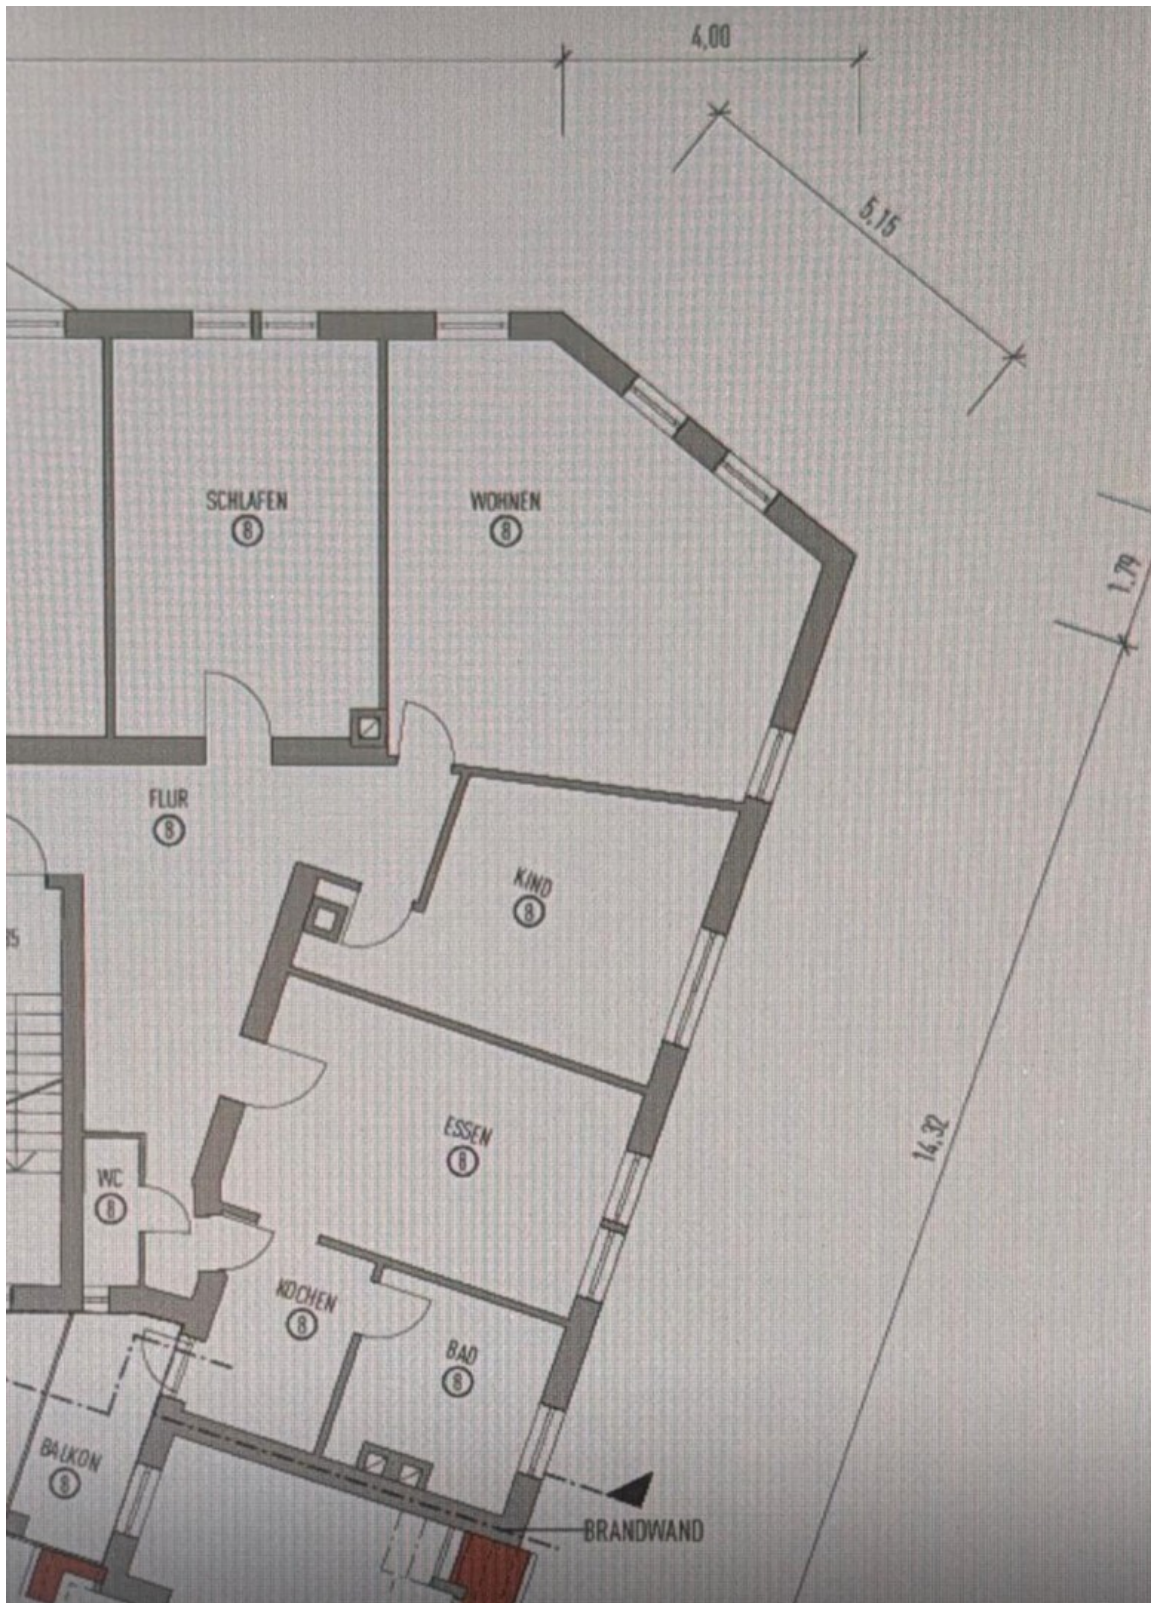 4,00
5,15
1,79
SCHLAFEN
8
WOHNEN
8
FLUR
8
KIND
8
14,32
ESSEN
8
WC
8
KOCHEN
8
BAD
8
BALKON
8
BRANDWAND